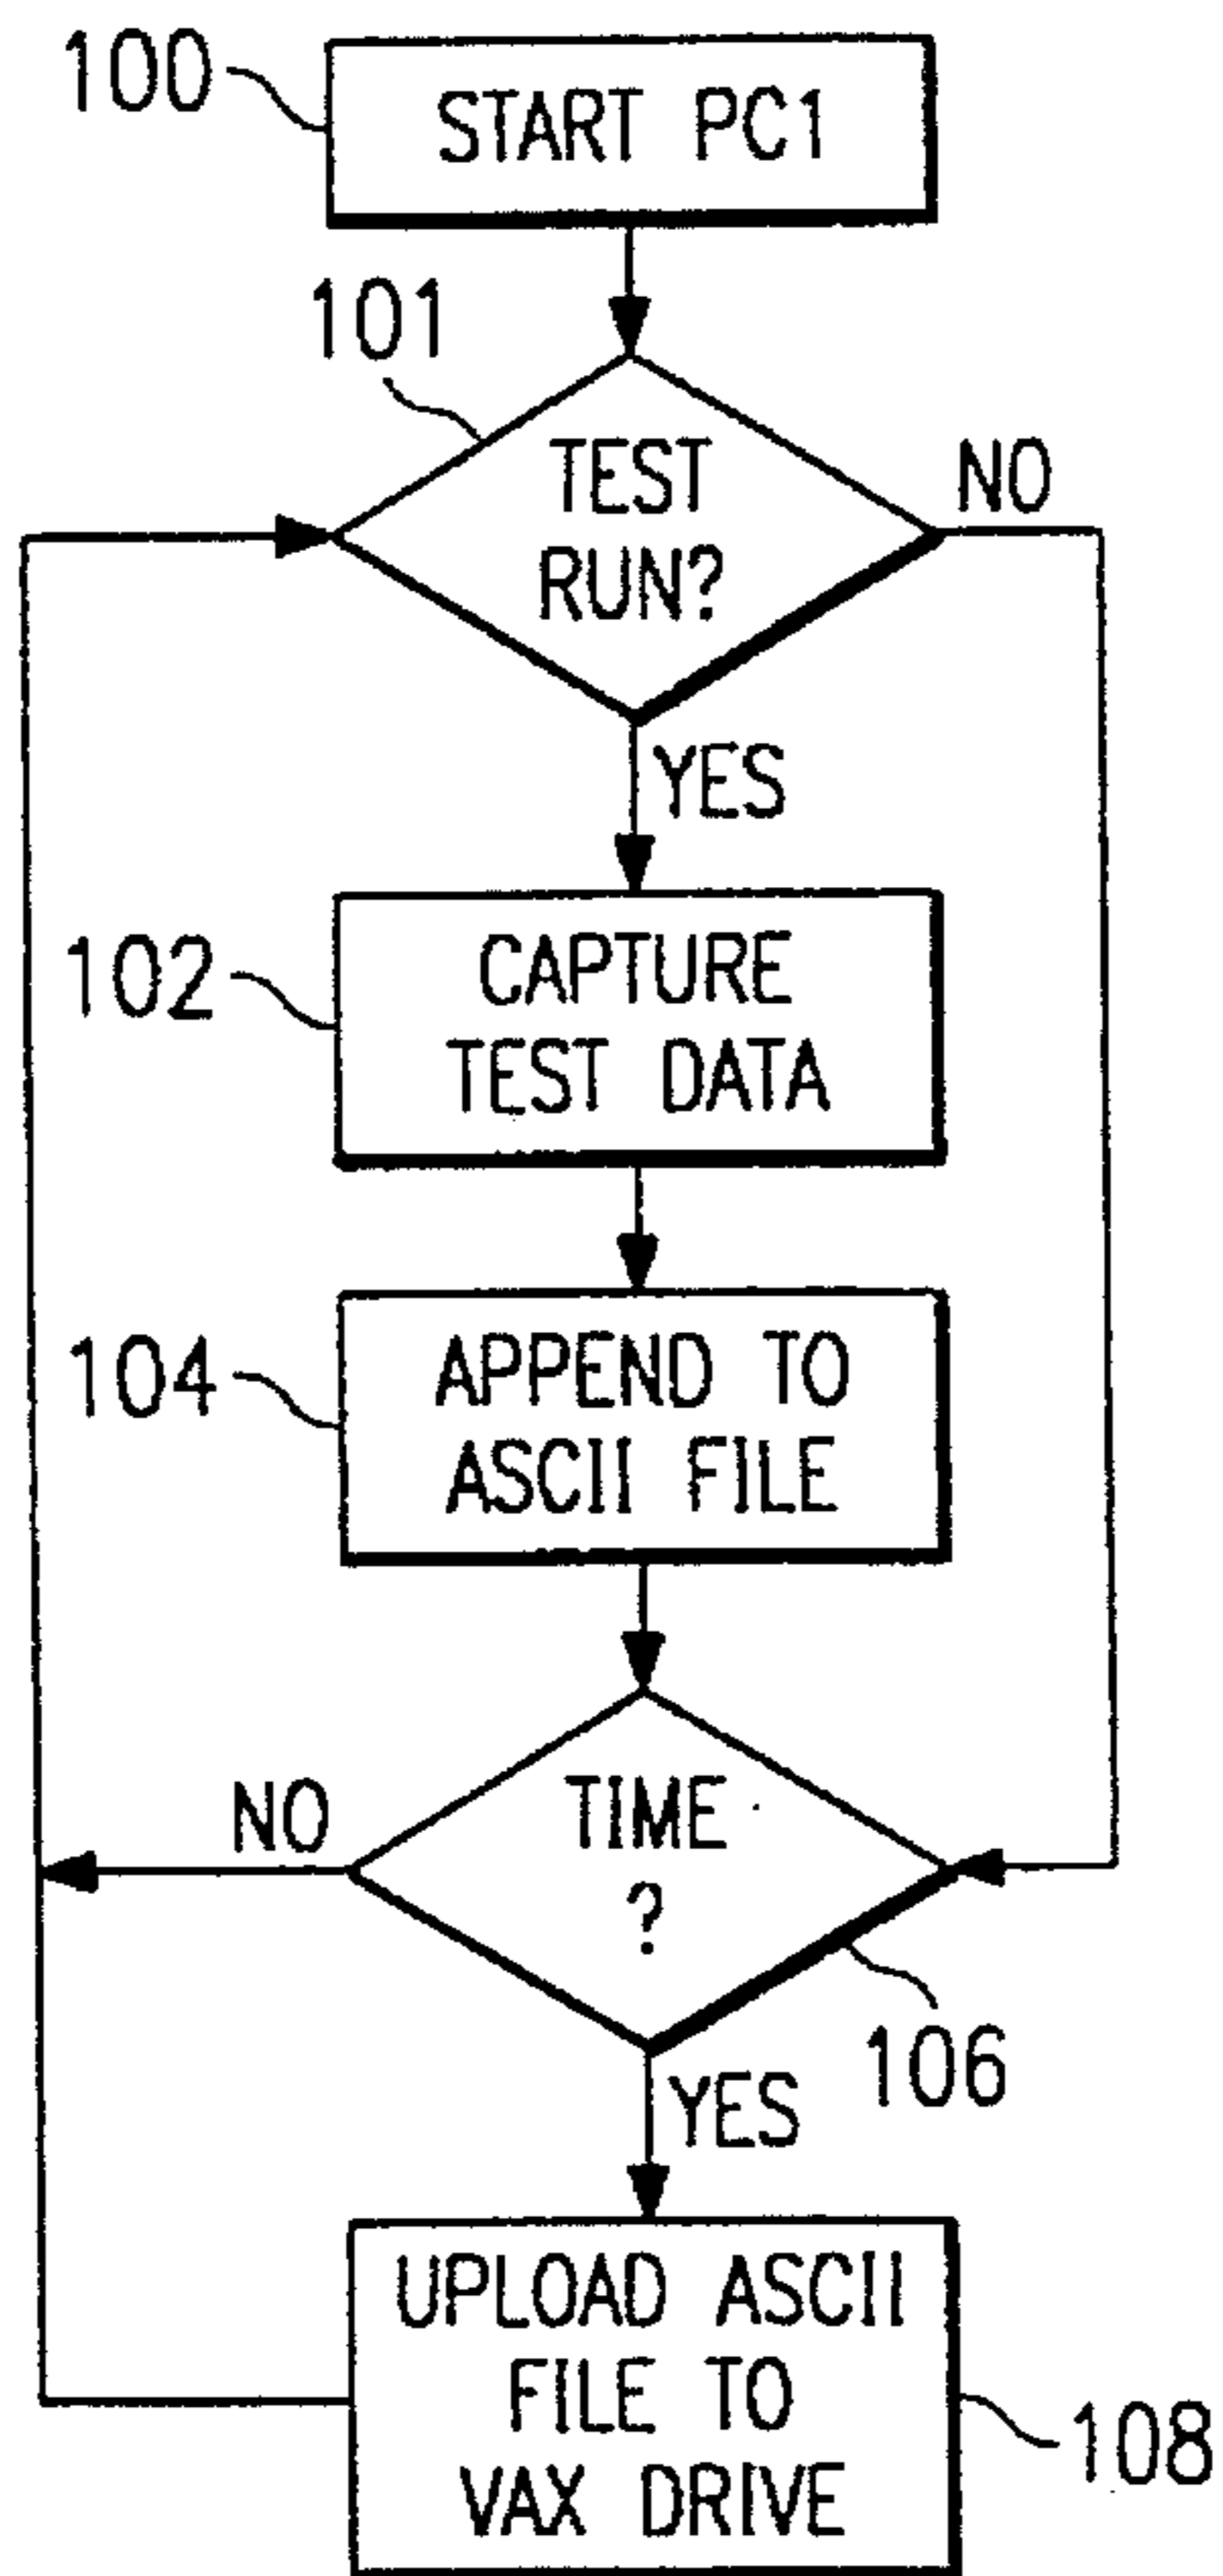 100
START PC1
101
TEST
RUN?
NO
YES
102
CAPTURE
TEST DATA
104
APPEND TO
ASCII FILE
NO
TIME
?
106
YES
UPLOAD ASCII
FILE TO
VAX DRIVE
108